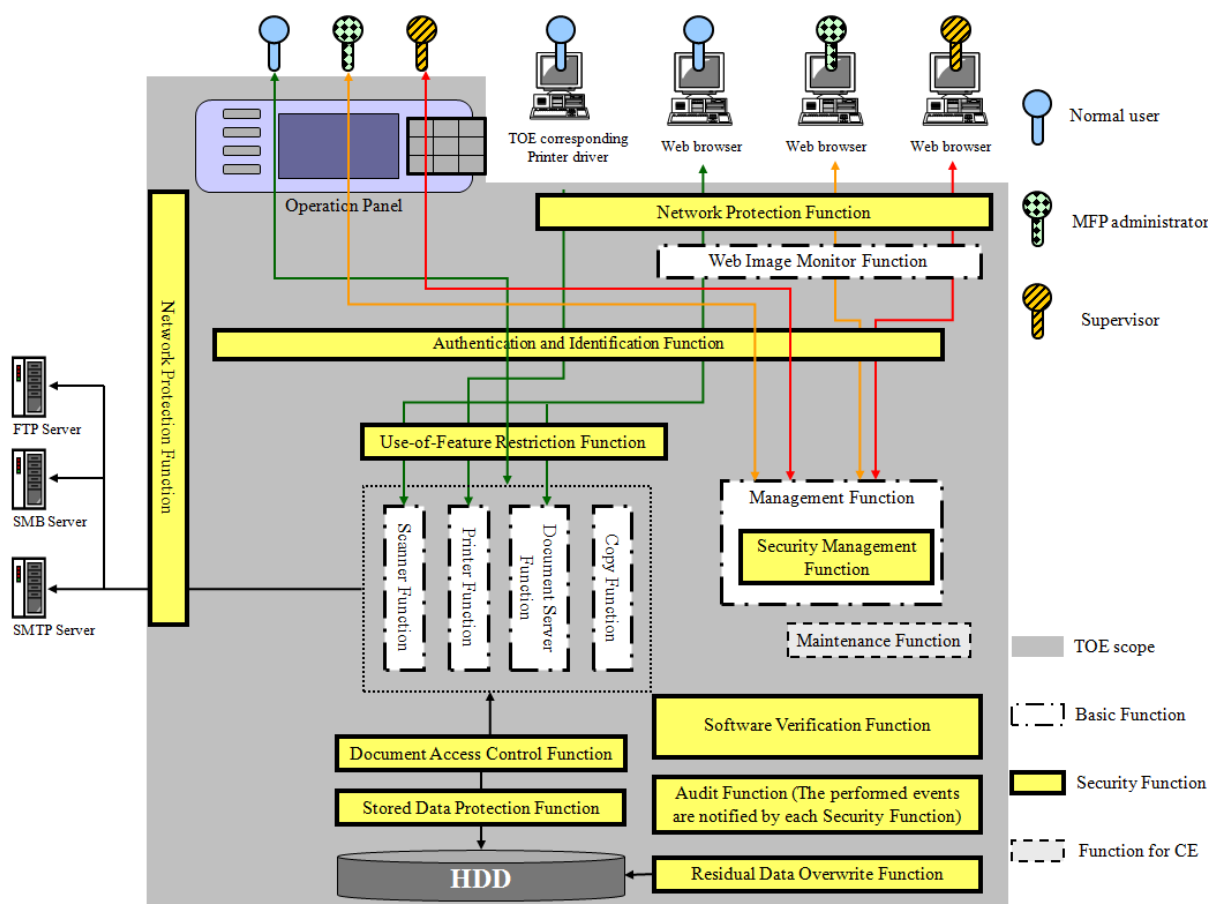 TOE corresponding
Printer driver
Web browser
Web browser
Web browser
Normal user
Operation Panel
Network Protection Function
MFP administrator
Web Image Monitor Function
Network Protection Function
Authentication and Identification Function
Supervisor
FTP Server
Use-of-Feature Restriction Function
SMB Server
Management Function
Security Management
Function
Scanner Function
Printer Function
Document Server
Function
Copy Function
SMTP Server
Maintenance Function
TOE scope
Basic Function
Software Verification Function
Document Access Control Function
Security Function
Stored Data Protection Function
Audit Function (The performed events
are notified by each Security Function)
Function for CE
HDD
Residual Data Overwrite Function